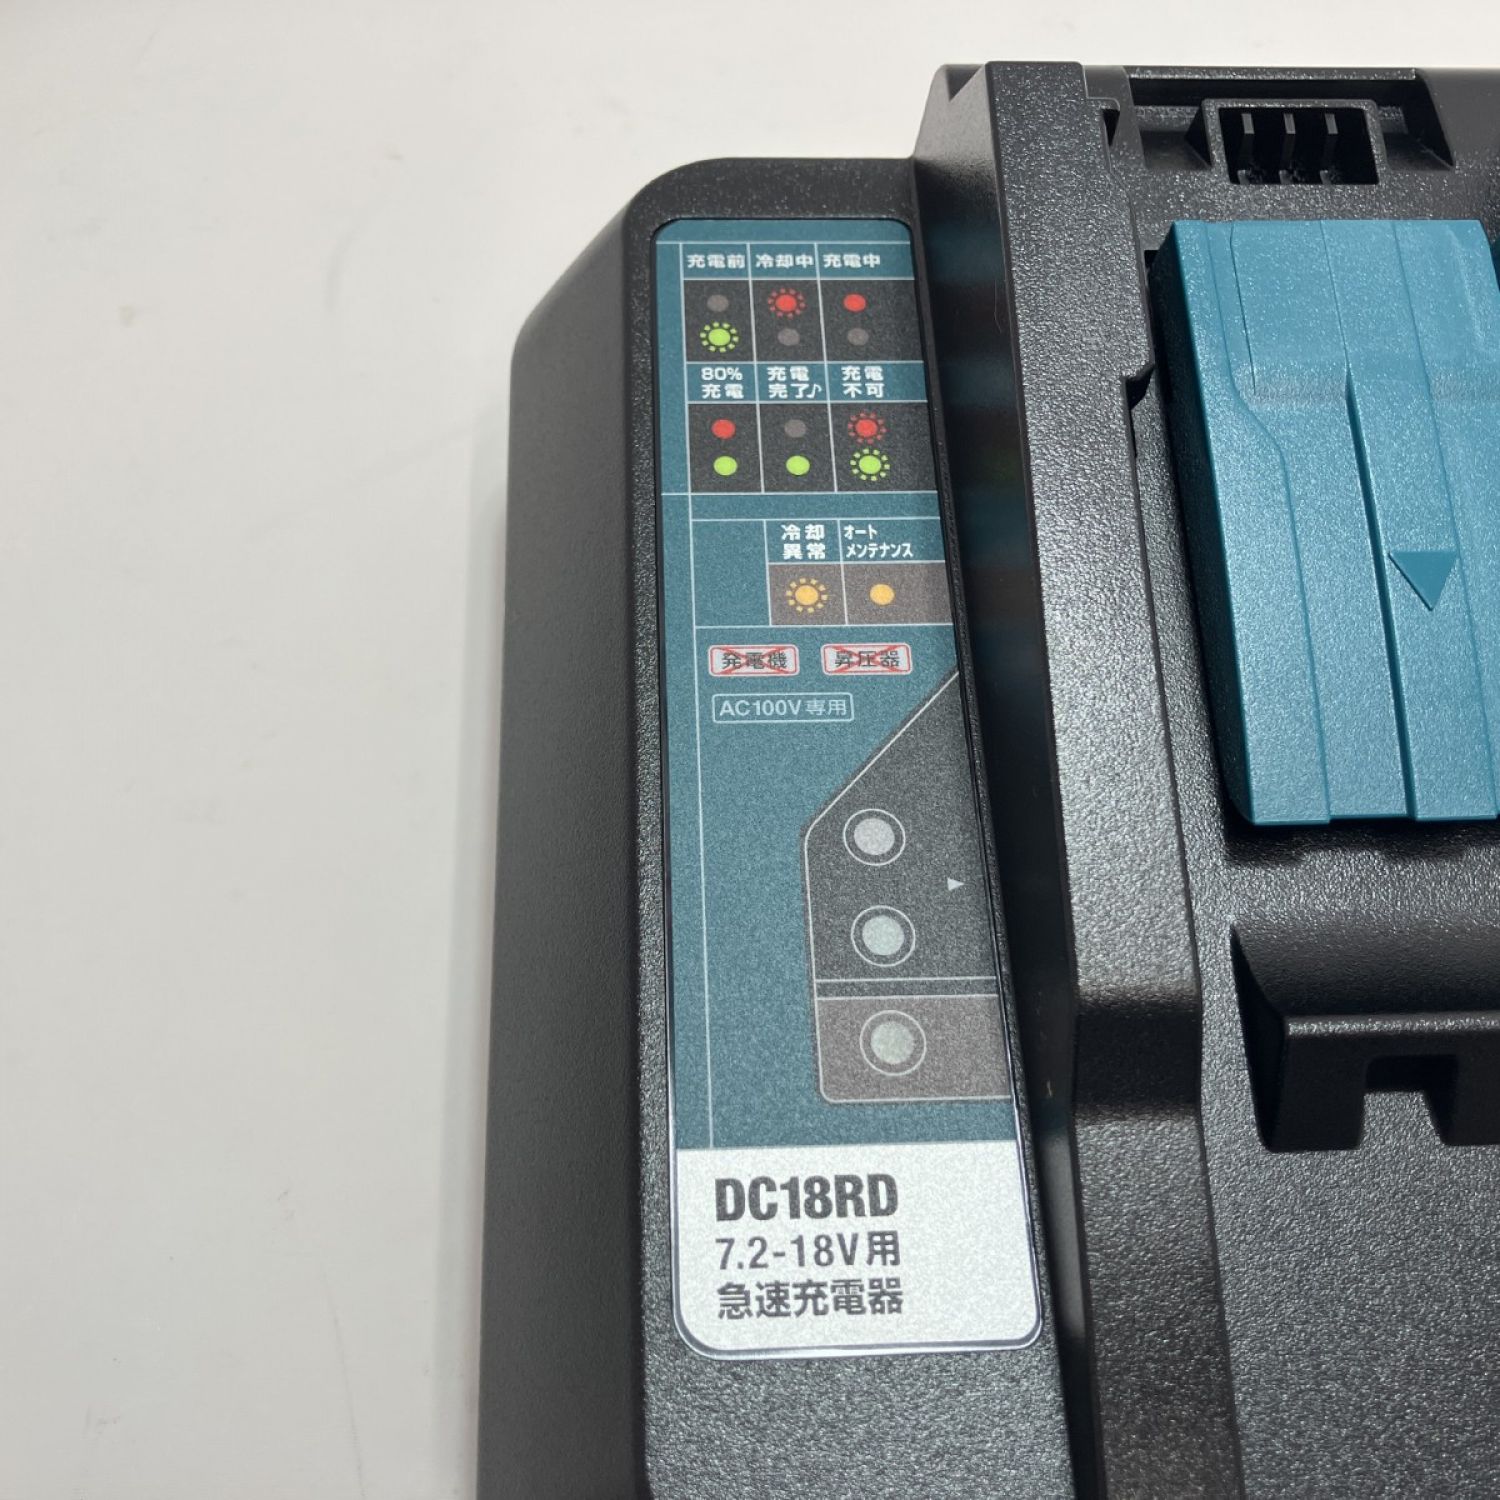 充電前 冷却中 充電中
80% 充電 充電
充電 完了♪ 不可
冷却 オート
異常 メンテナンス
発電機 昇圧器
AC100V専用
DC18RD
7.2-18V用
急速充電器